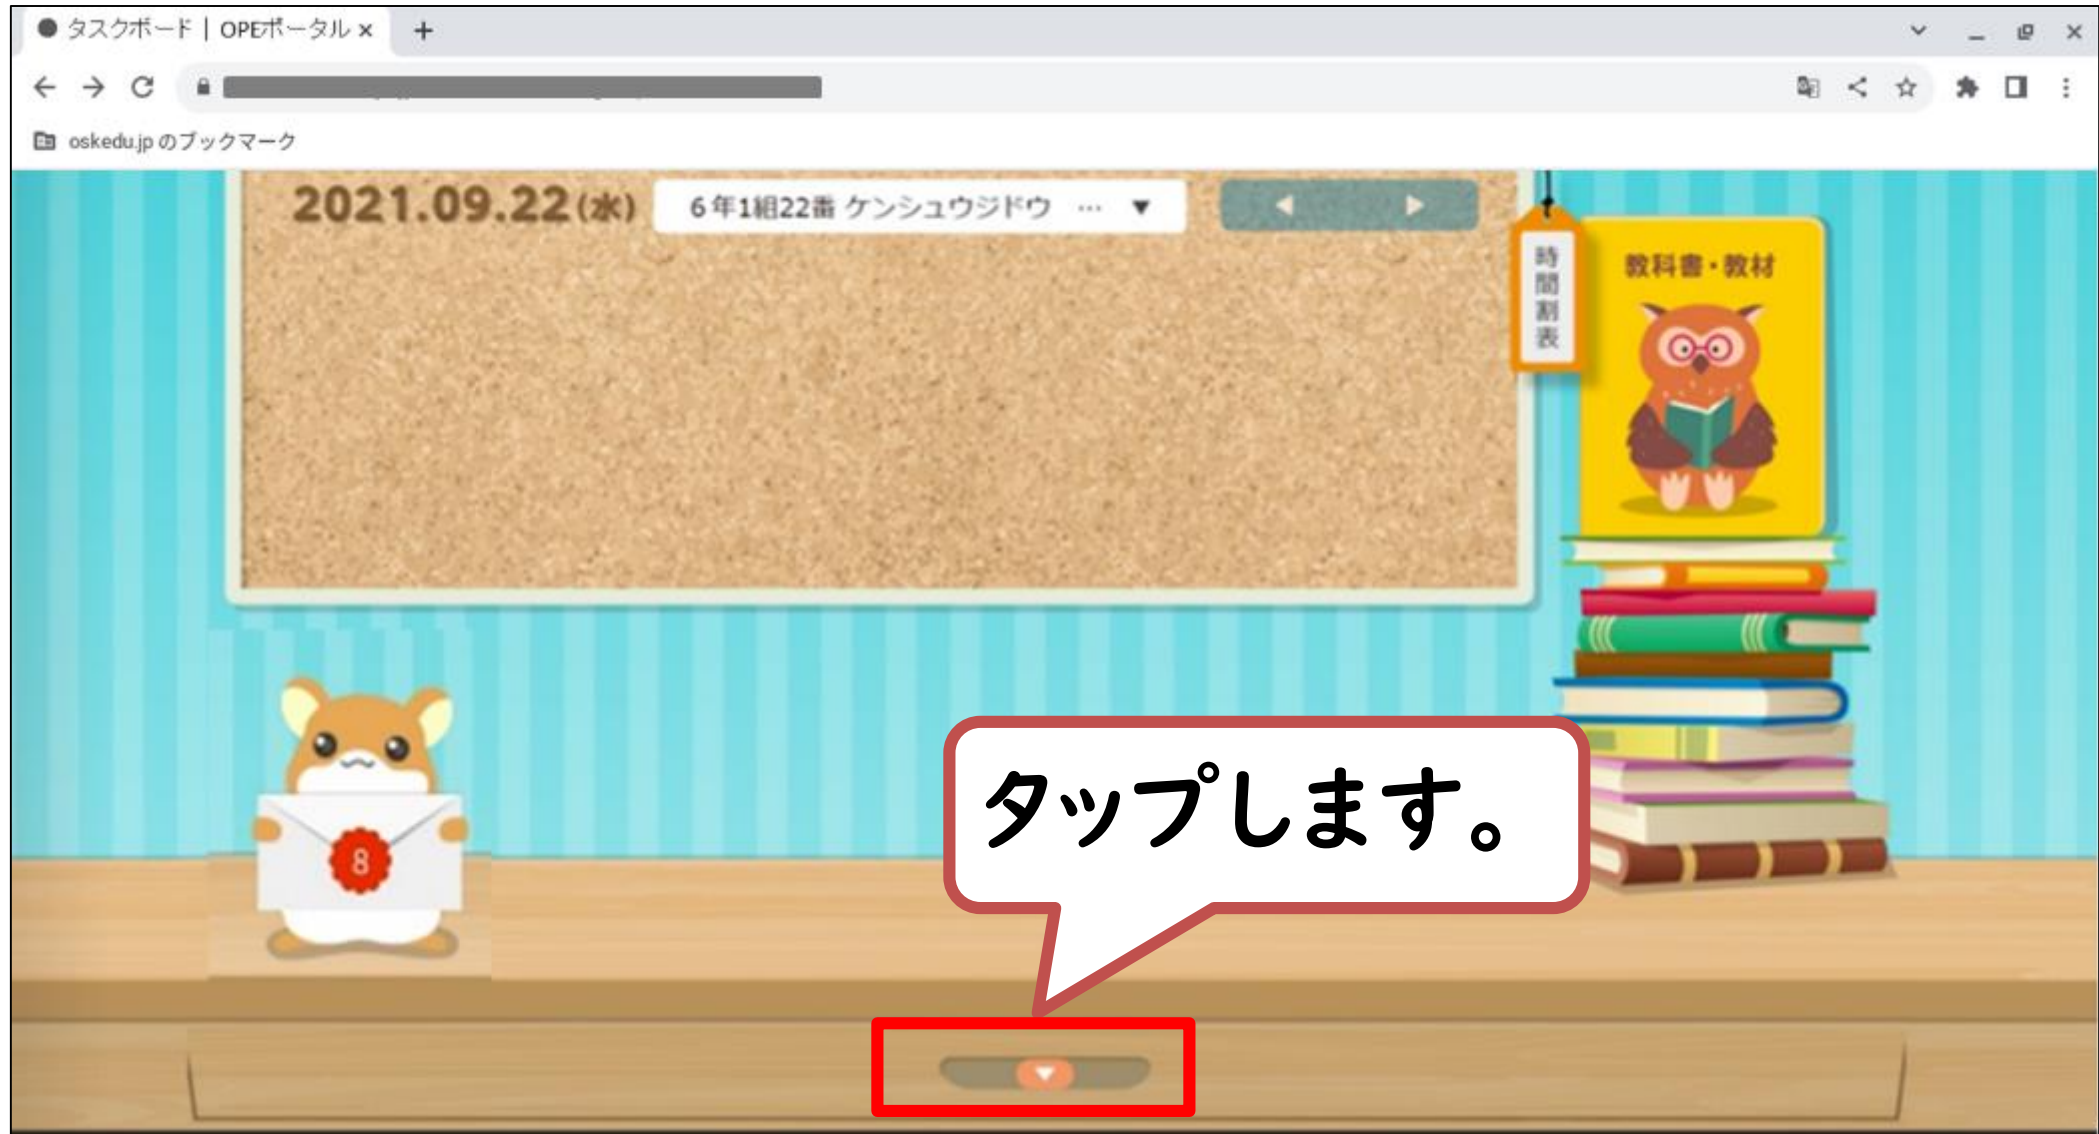 タスクボード | OPEポータル
oskedu.jp のブックマーク
2021.09.22(水)
6年1組22番 ケンシュウジドウ …
時間割表
教科書・教材
タップします。
8